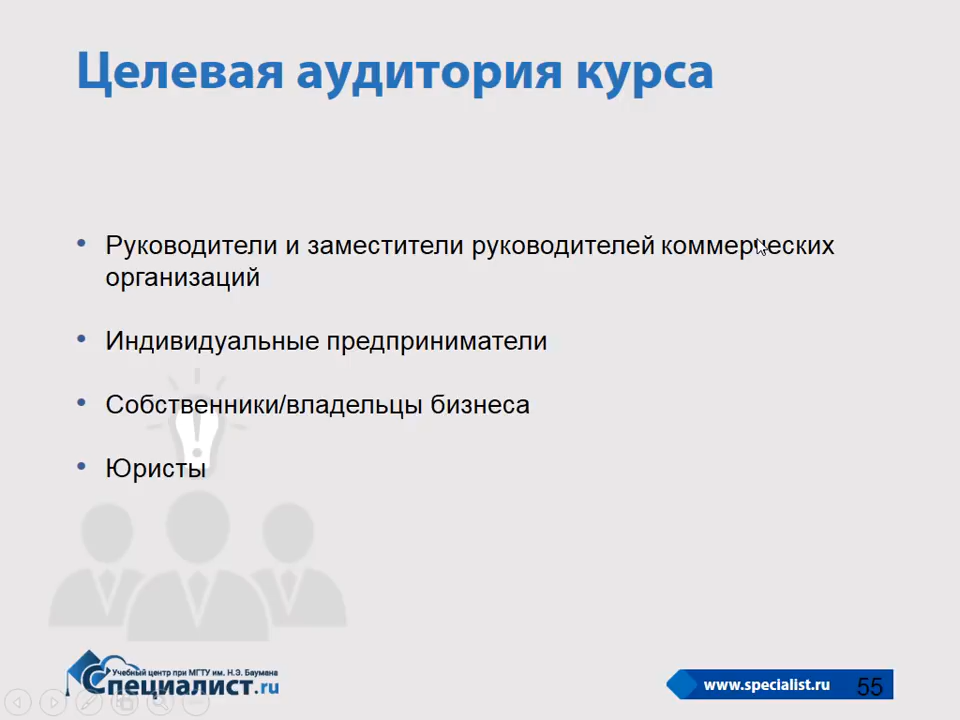 Целевая аудитория курса
• Руководители и заместители руководителей коммерческих
организаций
• Индивидуальные предприниматели
• Собственники/владельцы бизнеса
• Юристы
Учебный центр при МГТУ им. Н.Э. Баумана
Специалист.ru
www.specialist.ru
55